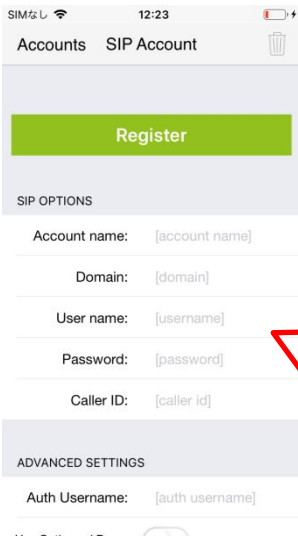 SIMなし 12:23
Accounts SIP Account
Register
SIP OPTIONS
Account name: [account name]
Domain: [domain]
User name: [username]
Password: [password]
Caller ID: [caller id]
ADVANCED SETTINGS
Auth Username: [auth username]